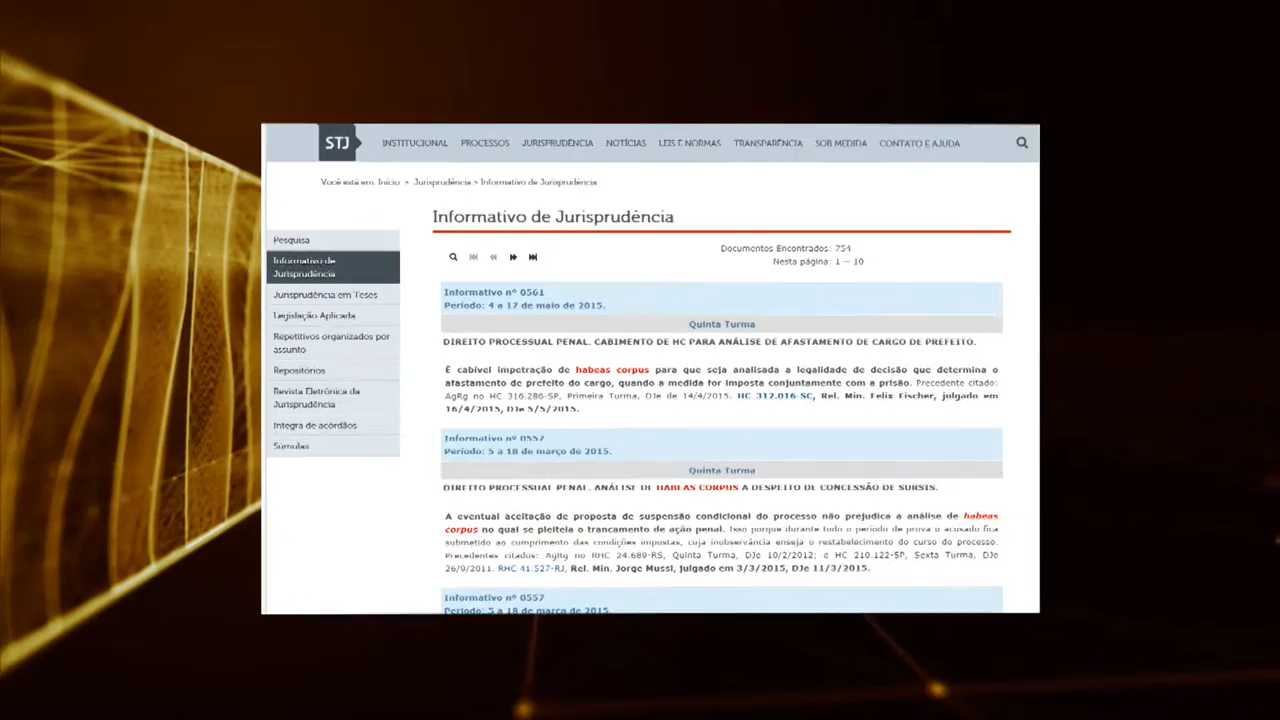 STJ INSTITUCIONAL PROCESSOS JURISPRUDÊNCIA NOTÍCIAS LEIS E NORMAS TRANSPARÊNCIA SOB MEDIDA CONTATO E AJUDA
Você está em: Início > Jurisprudência > Informativo de Jurisprudência
Pesquisa
Informativo de
Jurisprudência
Jurisprudência em Teses
Legislação Aplicada
Repetitivos organizados por
assunto
Repositórios
Revista Eletrônica da
Jurisprudência
Íntegra de acórdãos
Súmulas
Informativo de Jurisprudência
Documentos Encontrados: 754
Nesta página: 1 — 10
Informativo nº 0561
Período: 4 a 17 de maio de 2015.
Quinta Turma
DIREITO PROCESSUAL PENAL. CABIMENTO DE HC PARA ANÁLISE DE AFASTAMENTO DE CARGO DE PREFEITO.
É cabível impetração de habeas corpus para que seja analisada a legalidade de decisão que determina o
afastamento de prefeito do cargo, quando a medida for imposta conjuntamente com a prisão. Precedente citado:
AgRg no HC 316.286-SP, Primeira Turma, DJe de 14/4/2015. HC 312.016-SC, Rel. Min. Felix Fischer, julgado em
16/4/2015, DJe 5/5/2015.
Informativo nº 0557
Período: 5 a 18 de março de 2015.
Quinta Turma
DIREITO PROCESSUAL PENAL. ANÁLISE DE HABEAS CORPUS A DESPEITO DE CONCESSÃO DE SURSIS.
A eventual aceitação de proposta de suspensão condicional do processo não prejudica a análise de habeas
corpus no qual se pleiteia o trancamento de ação penal. Isso porque durante todo o período de prova o acusado fica
submetido ao cumprimento das condições impostas, cuja inobservância enseja o restabelecimento do curso do processo.
Precedentes citados: AgRg no RHC 24.689-RS, Quinta Turma, DJe 10/2/2012; e HC 210.122-SP, Sexta Turma, DJe
26/9/2011. RHC 41.527-RJ, Rel. Min. Jorge Mussi, julgado em 3/3/2015, DJe 11/3/2015.
Informativo nº 0557
Período: 5 a 18 de março de 2015.